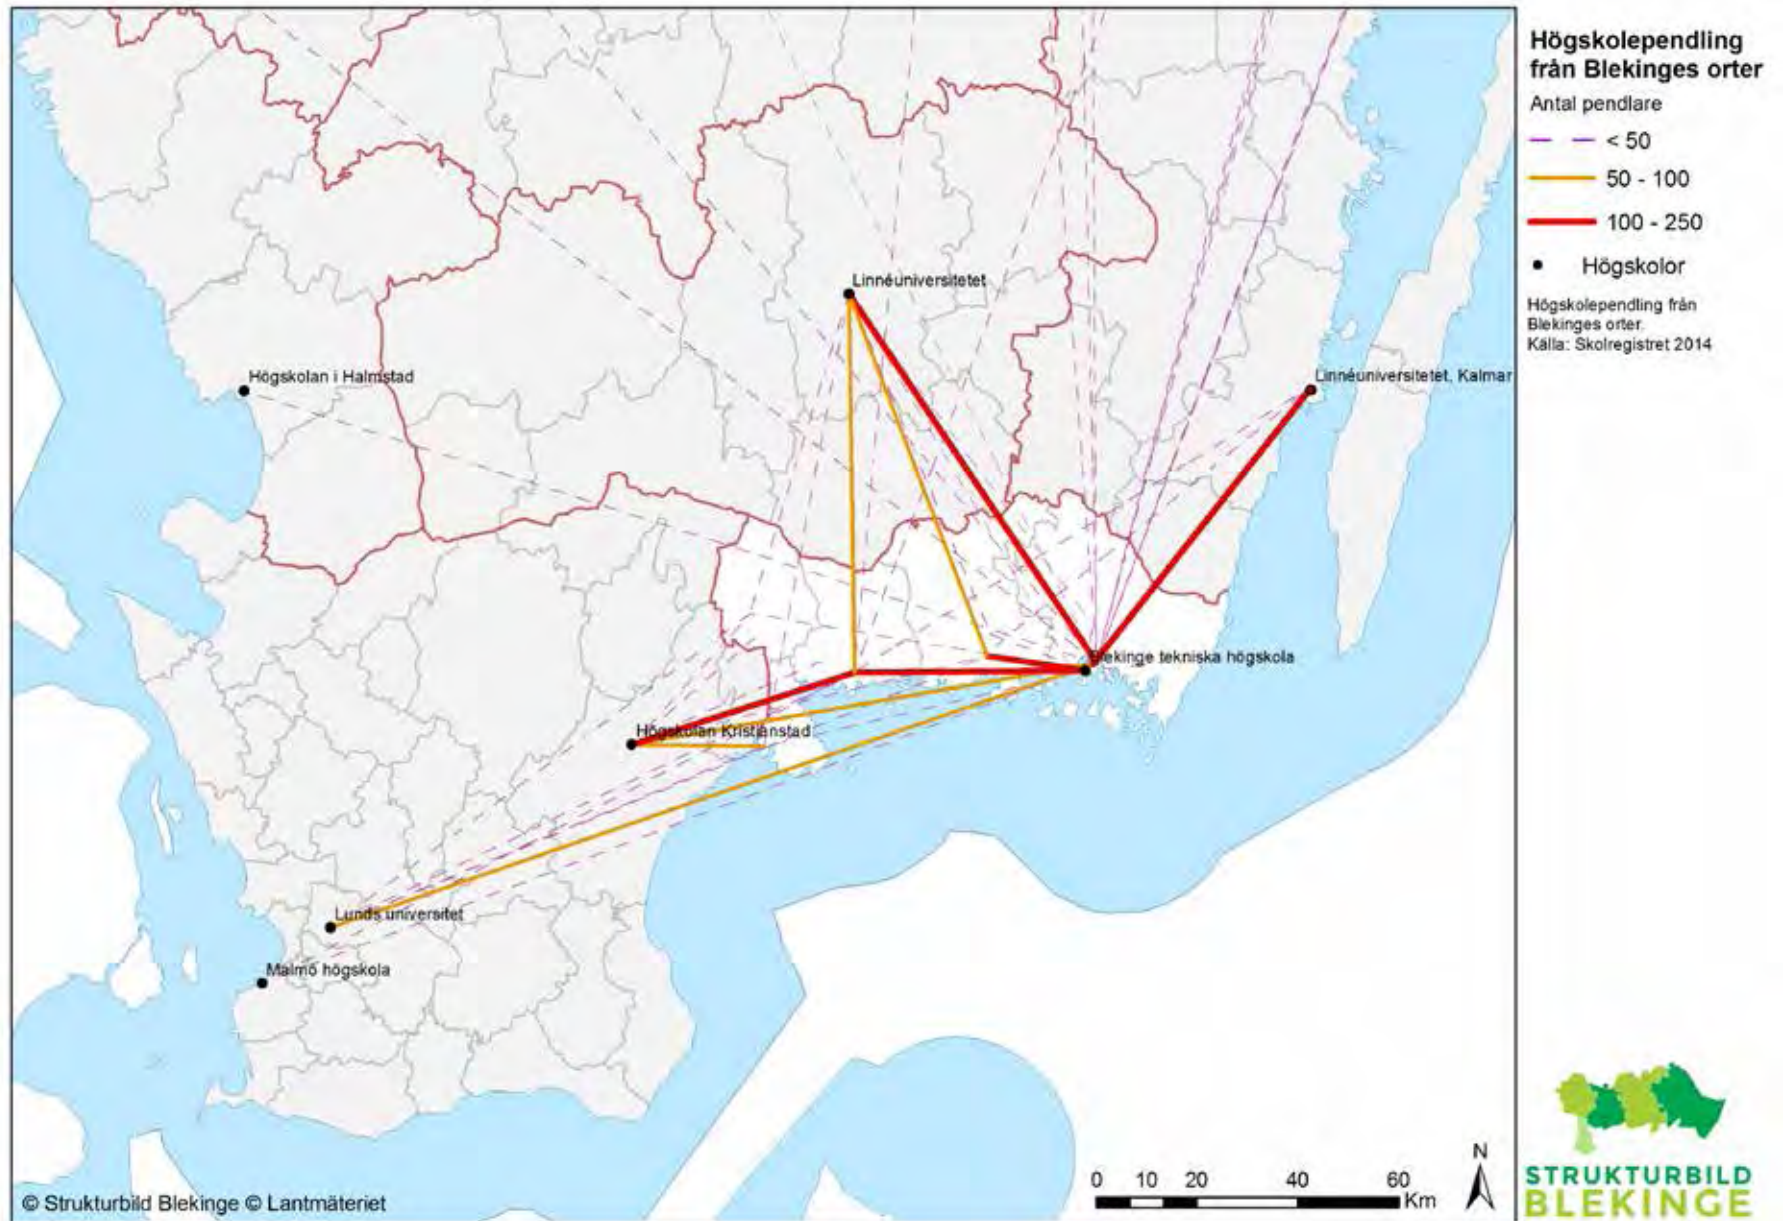 Högskolependling
från Blekinges orter
Antal pendlare
< 50
50 - 100
100 - 250
Högskolor
Högskolependling från
Blekinges orter.
Källa: Skolregistret 2014
Linnéuniversitetet
Högskolan i Halmstad
Linnéuniversitetet, Kalmar
Blekinge tekniska högskola
Högskolan Kristianstad
Lunds universitet
Malmö högskola
N
0 10 20 40 60
Km
© Strukturbild Blekinge © Lantmäteriet
STRUKTURBILD
BLEKINGE